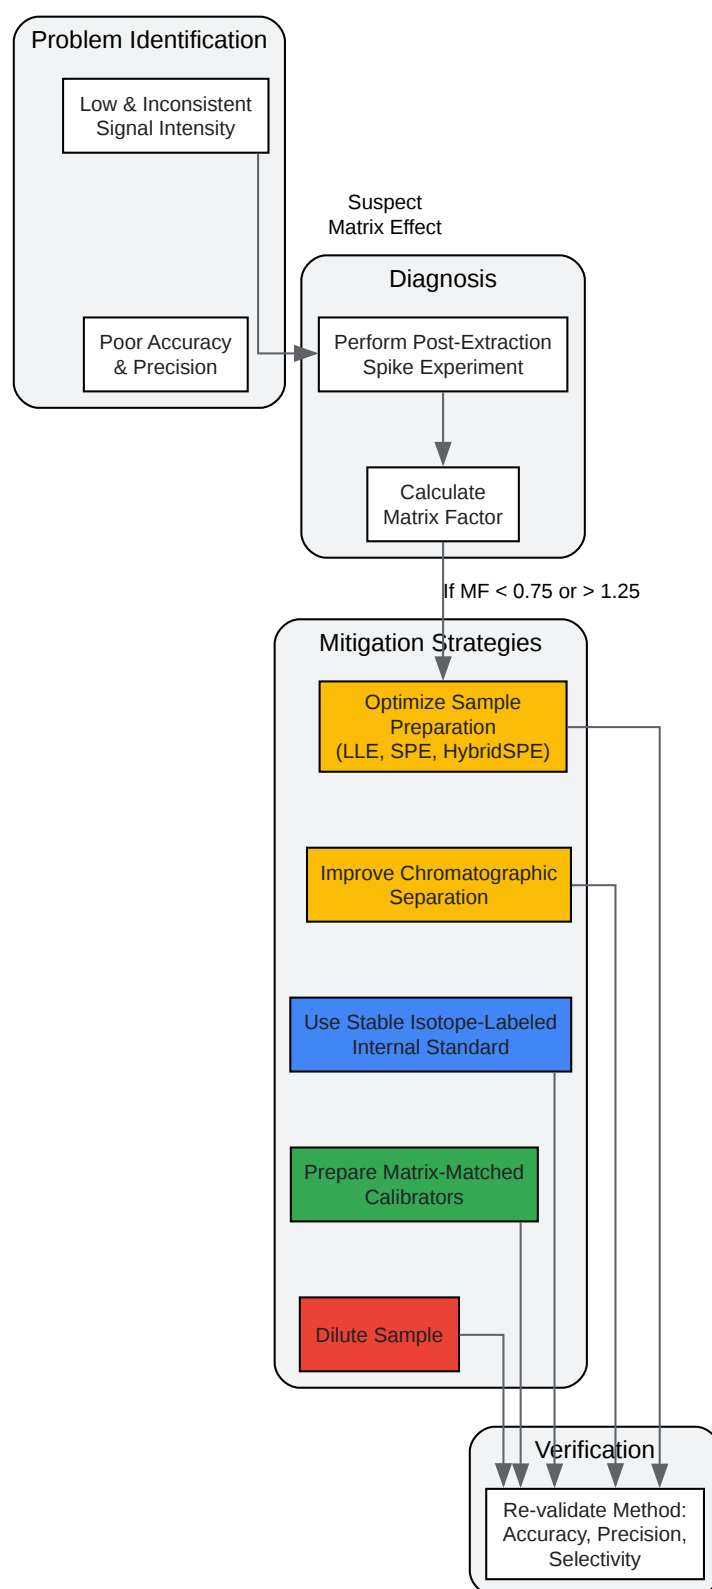 Problem Identification
Low & Inconsistent
Signal Intensity
Poor Accuracy
& Precision
Suspect
Matrix Effect
Diagnosis
Perform Post-Extraction
Spike Experiment
Calculate
Matrix Factor
If MF < 0.75 or > 1.25
Mitigation Strategies
Optimize Sample
Preparation
(LLE, SPE, HybridSPE)
Improve Chromatographic
Separation
Use Stable Isotope-Labeled
Internal Standard
Prepare Matrix-Matched
Calibrators
Dilute Sample
Verification
Re-validate Method:
Accuracy, Precision,
Selectivity